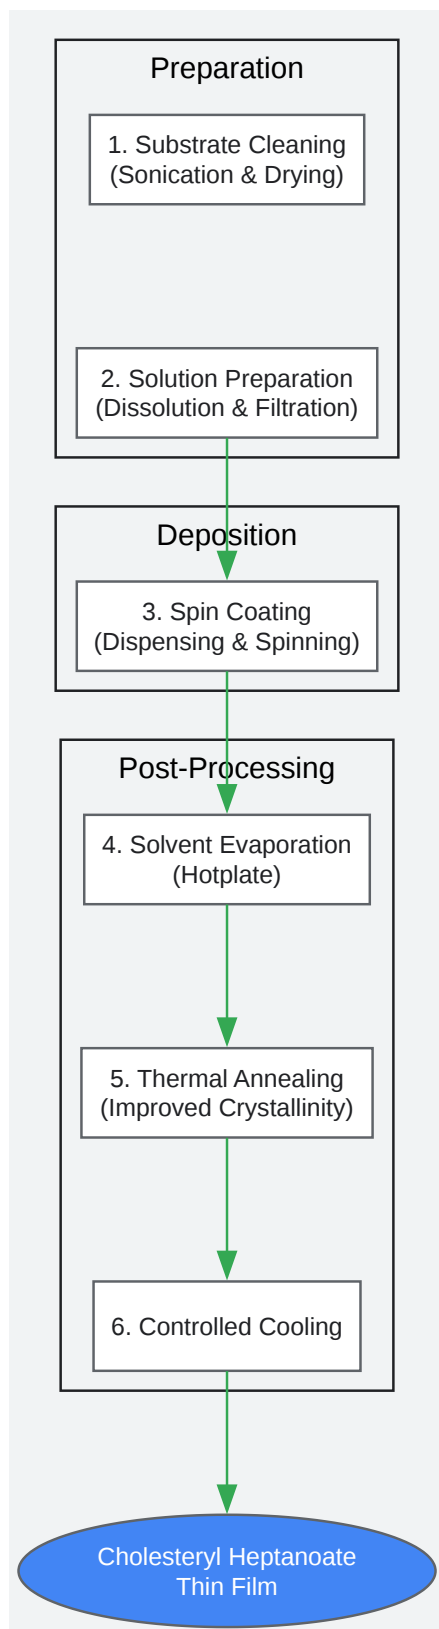 Preparation
1. Substrate Cleaning
(Sonication & Drying)
2. Solution Preparation
(Dissolution & Filtration)
Deposition
3. Spin Coating
(Dispensing & Spinning)
Post-Processing
4. Solvent Evaporation
(Hotplate)
5. Thermal Annealing
(Improved Crystallinity)
6. Controlled Cooling
Cholesteryl Heptanoate
Thin Film